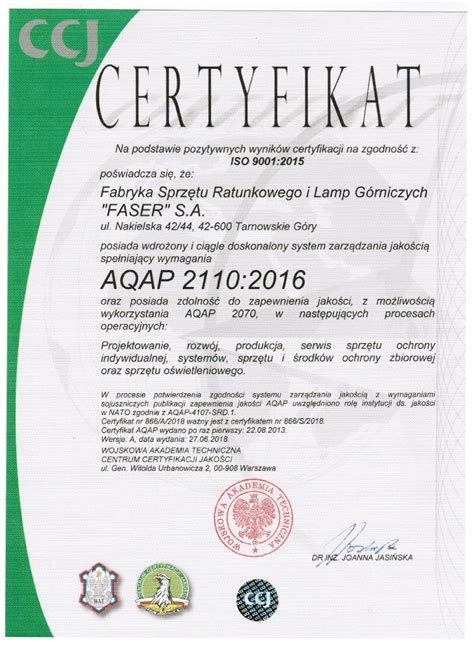 CCJ
CERTYFIKAT
Na podstawie pozytywnych wyników certyfikacji na zgodność z:
ISO 9001:2015
poświadcza się, że:
Fabryka Sprzętu Ratunkowego i Lamp Górniczych
"FASER" S.A.
ul. Nakielska 42/44, 42-600 Tarnowskie Góry
posiada wdrożony i ciągle doskonalony system zarządzania jakością
spełniający wymagania
AQAP 2110:2016
oraz posiada zdolność do zapewnienia jakości, z możliwością
wykorzystania AQAP 2070, w następujących procesach
operacyjnych:
Projektowanie, rozwój, produkcja, serwis sprzętu ochrony
indywidualnej, systemów, sprzętu i środków ochrony zbiorowej
oraz sprzętu oświetleniowego.
W procesie potwierdzenia zgodności systemu zarządzania jakością z wymaganiami
sojuszniczych publikacji zapewnienia jakości AQAP uwzględniono rolę instytucji ds. jakości
w NATO zgodnie z AQAP-4107-SRD.1.
Certyfikat nr 866/A/2018 ważny jest z certyfikatem nr 866/S/2018.
Certyfikat AQAP wydano po raz pierwszy: 22.08.2013.
Wersja: A, data wydania: 27.06.2018.
WOJSKOWA AKADEMIA TECHNICZNA
CENTRUM CERTYFIKACJI JAKOŚCI
ul. Gen. Witolda Urbanowicza 2, 00-908 Warszawa
WOJSKOWA AKADEMIA TECHNICZNA
DR INŻ. JOANNA JASIŃSKA
WAT
CCJ